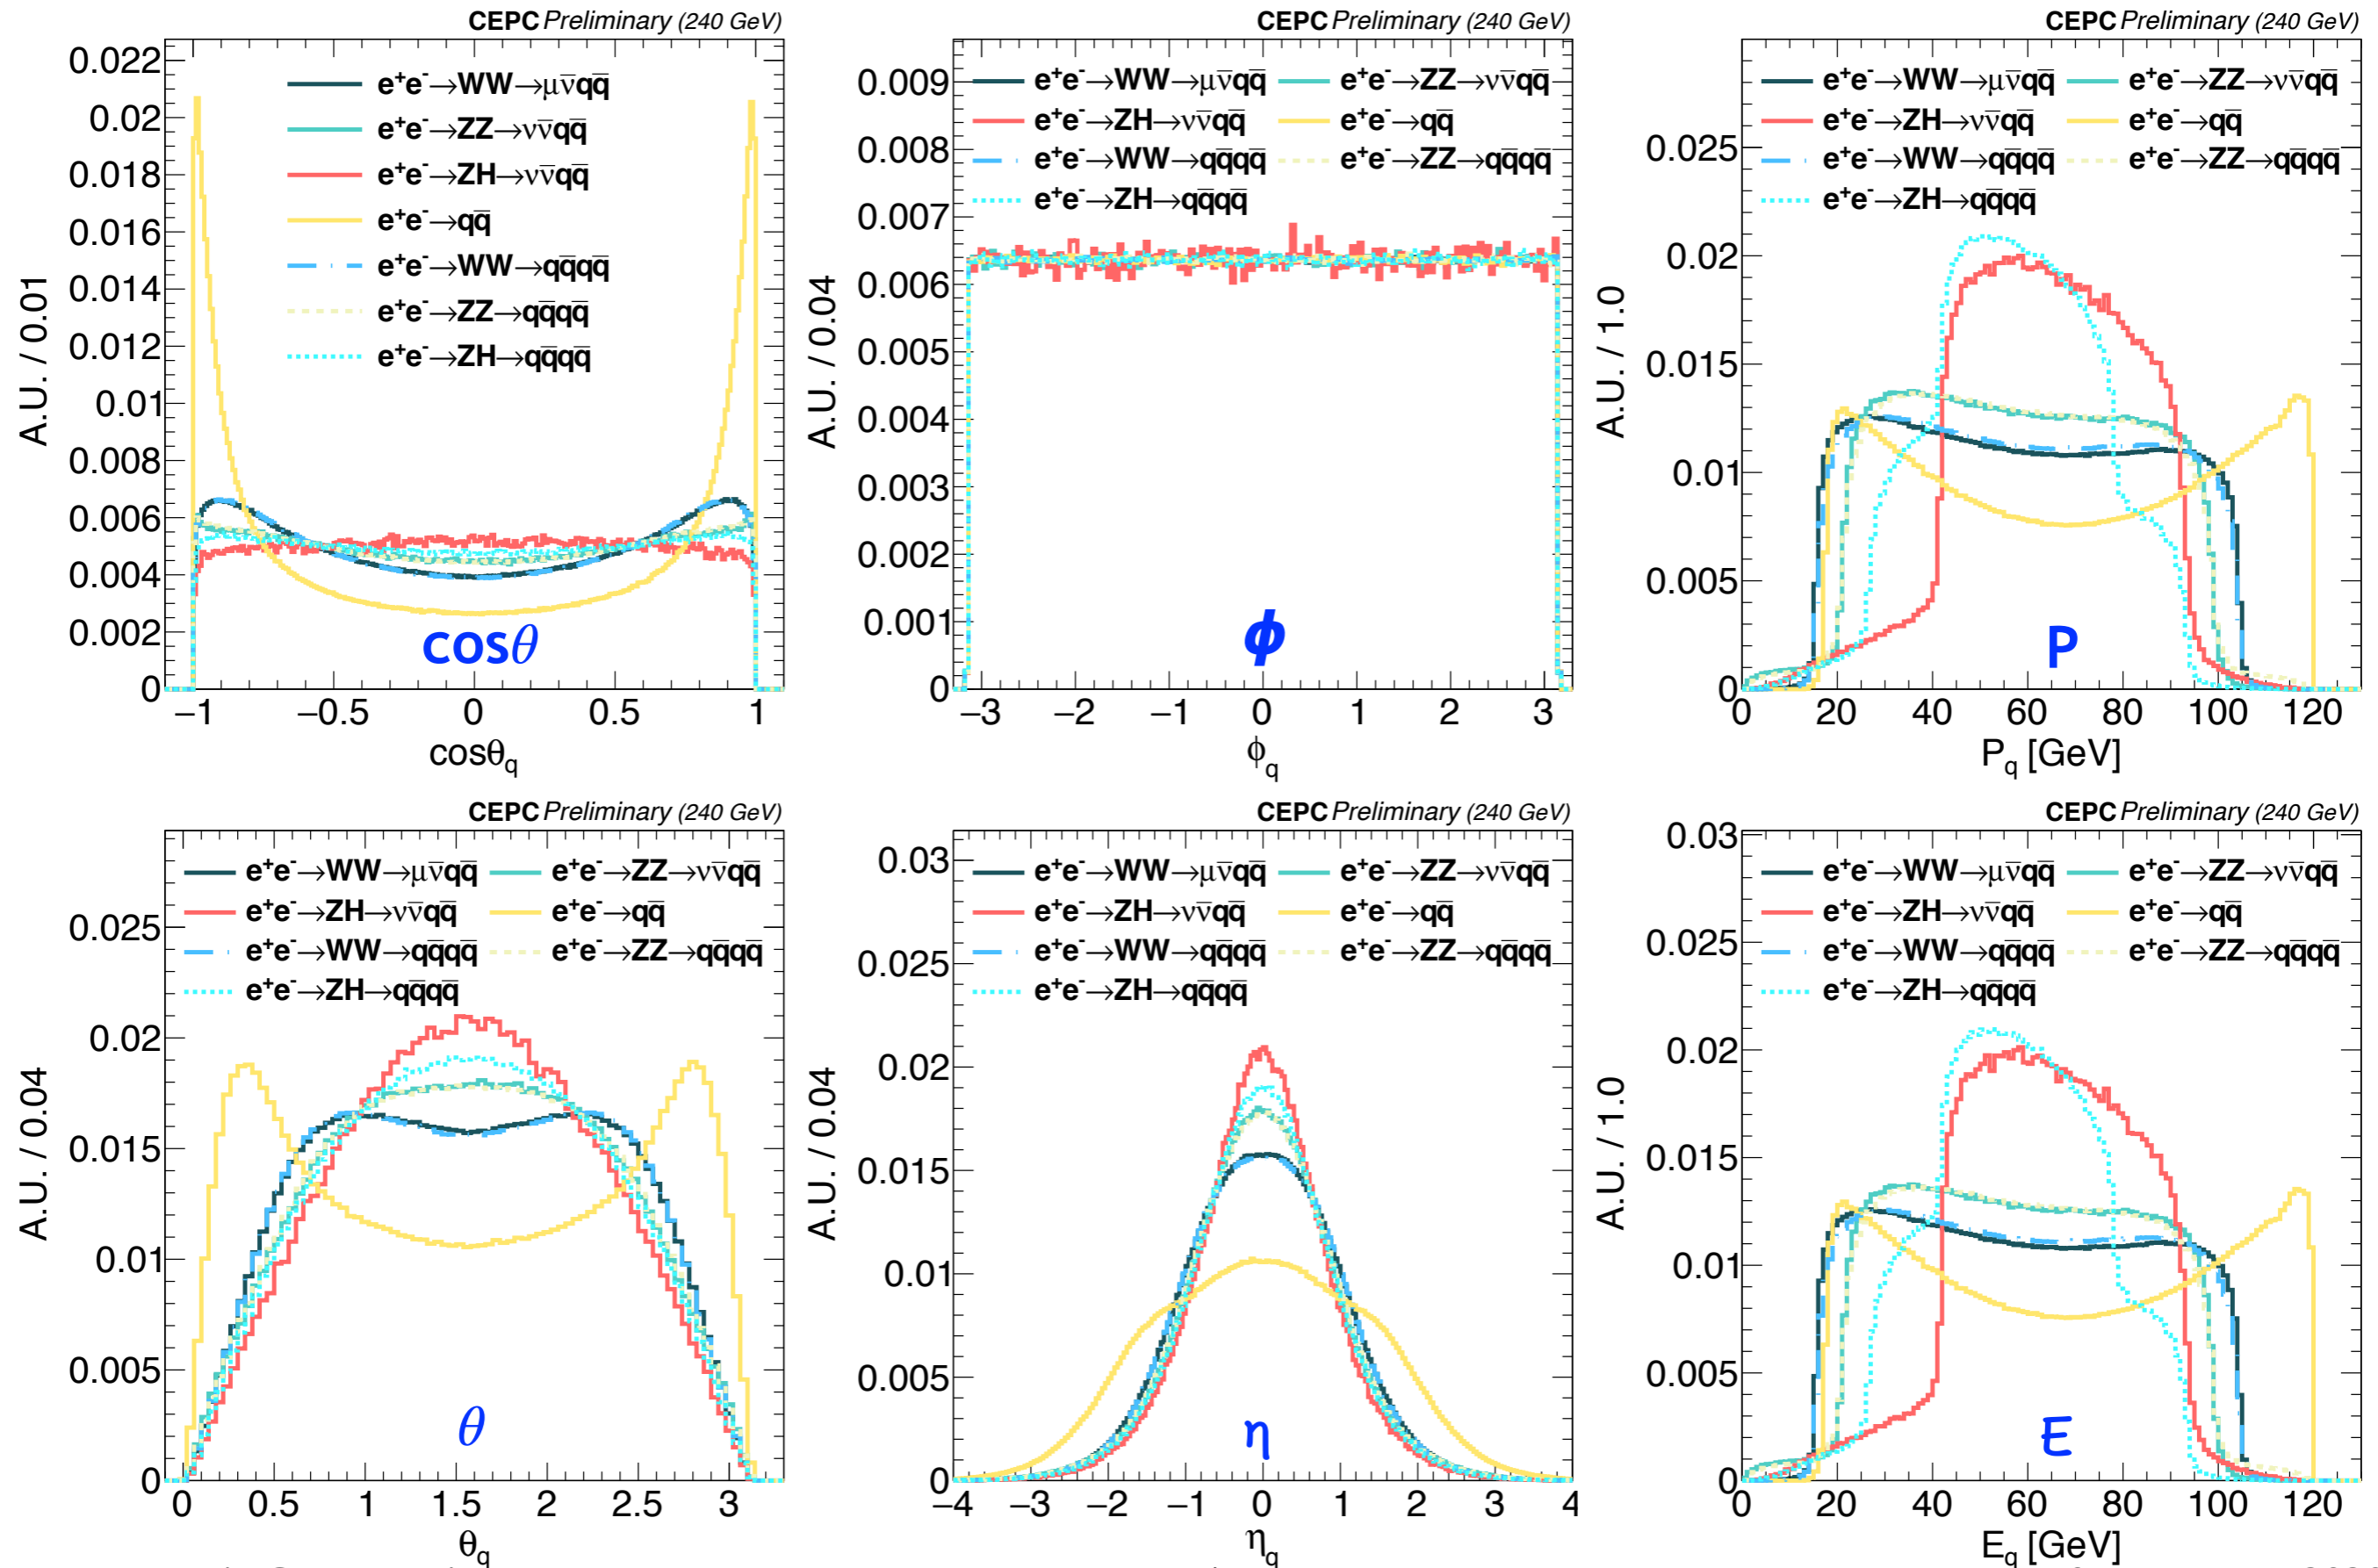 CEPC Preliminary (240 GeV)
0.022
0.02
0.018
0.016
0.014
0.012
0.01
0.008
0.006
0.004
0.002
0
A.U. / 0.01
e⁺e⁻→WW→μν̄qq̄
e⁺e⁻→ZZ→νν̄qq̄
e⁺e⁻→ZH→νν̄qq̄
e⁺e⁻→qq̄
e⁺e⁻→WW→qq̄qq̄
e⁺e⁻→ZZ→qq̄qq̄
e⁺e⁻→ZH→qq̄qq̄
cosθ
−1 −0.5 0 0.5 1
cosθq
CEPC Preliminary (240 GeV)
0.009
0.008
0.007
0.006
0.005
0.004
0.003
0.002
0.001
0
A.U. / 0.04
e⁺e⁻→WW→μν̄qq̄ e⁺e⁻→ZZ→νν̄qq̄
e⁺e⁻→ZH→νν̄qq̄ e⁺e⁻→qq̄
e⁺e⁻→WW→qq̄qq̄ e⁺e⁻→ZZ→qq̄qq̄
e⁺e⁻→ZH→qq̄qq̄
ϕ
−3 −2 −1 0 1 2 3
ϕq
CEPC Preliminary (240 GeV)
0.025
0.02
0.015
0.01
0.005
0
A.U. / 1.0
e⁺e⁻→WW→μν̄qq̄ e⁺e⁻→ZZ→νν̄qq̄
e⁺e⁻→ZH→νν̄qq̄ e⁺e⁻→qq̄
e⁺e⁻→WW→qq̄qq̄ e⁺e⁻→ZZ→qq̄qq̄
e⁺e⁻→ZH→qq̄qq̄
P
0 20 40 60 80 100 120
Pq [GeV]
CEPC Preliminary (240 GeV)
0.025
0.02
0.015
0.01
0.005
0
A.U. / 0.04
e⁺e⁻→WW→μν̄qq̄ e⁺e⁻→ZZ→νν̄qq̄
e⁺e⁻→ZH→νν̄qq̄ e⁺e⁻→qq̄
e⁺e⁻→WW→qq̄qq̄ e⁺e⁻→ZZ→qq̄qq̄
e⁺e⁻→ZH→qq̄qq̄
θ
0 0.5 1 1.5 2 2.5 3
θq
CEPC Preliminary (240 GeV)
0.03
0.025
0.02
0.015
0.01
0.005
0
A.U. / 0.04
e⁺e⁻→WW→μν̄qq̄ e⁺e⁻→ZZ→νν̄qq̄
e⁺e⁻→ZH→νν̄qq̄ e⁺e⁻→qq̄
e⁺e⁻→WW→qq̄qq̄ e⁺e⁻→ZZ→qq̄qq̄
e⁺e⁻→ZH→qq̄qq̄
η
−4 −3 −2 −1 0 1 2 3 4
ηq
CEPC Preliminary (240 GeV)
0.03
0.025
0.02
0.015
0.01
0.005
0
A.U. / 1.0
e⁺e⁻→WW→μν̄qq̄ e⁺e⁻→ZZ→νν̄qq̄
e⁺e⁻→ZH→νν̄qq̄ e⁺e⁻→qq̄
e⁺e⁻→WW→qq̄qq̄ e⁺e⁻→ZZ→qq̄qq̄
e⁺e⁻→ZH→qq̄qq̄
E
0 20 40 60 80 100 120
Eq [GeV]